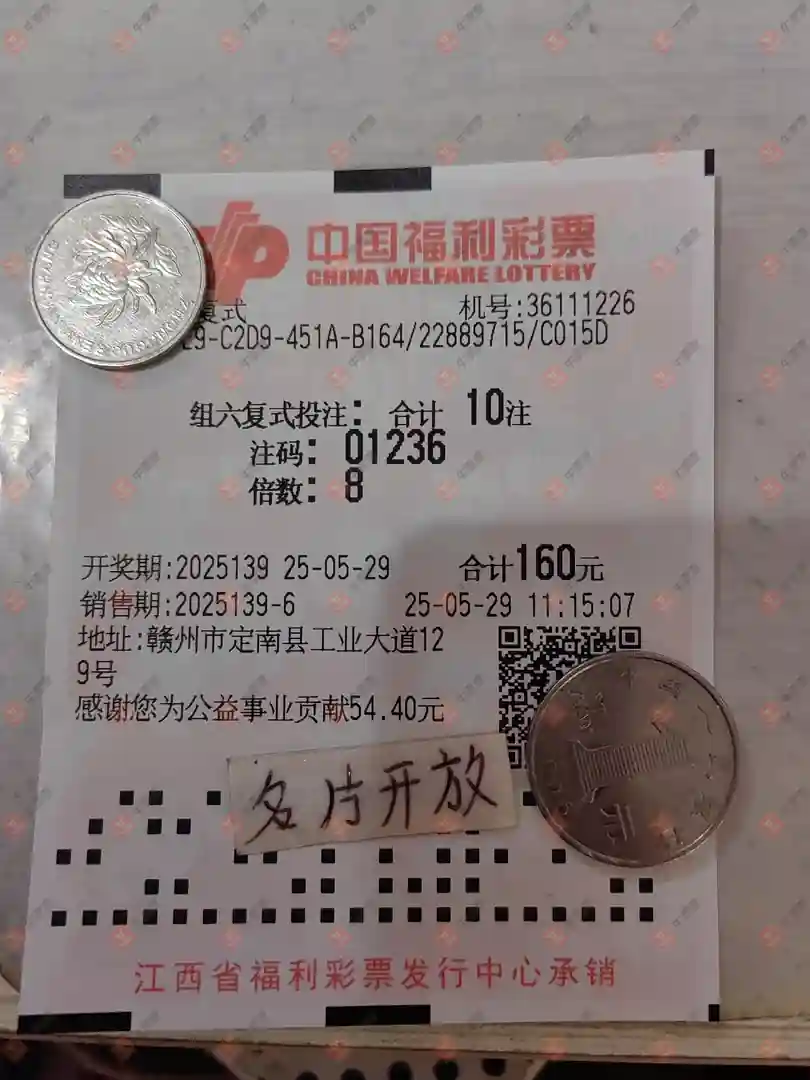 中国福利彩票
CHINA WELFARE LOTTERY
复式 机号:36111226
E9-C2D9-451A-B164/22889715/C015D
组六复式投注: 合计 10注
注码: 01236
倍数: 8
开奖期:2025139 25-05-29 合计160元
销售期:2025139-6 25-05-29 11:15:07
地址:赣州市定南县工业大道12
9号
感谢您为公益事业贡献54.40元
名片开放
江西省福利彩票发行中心承销